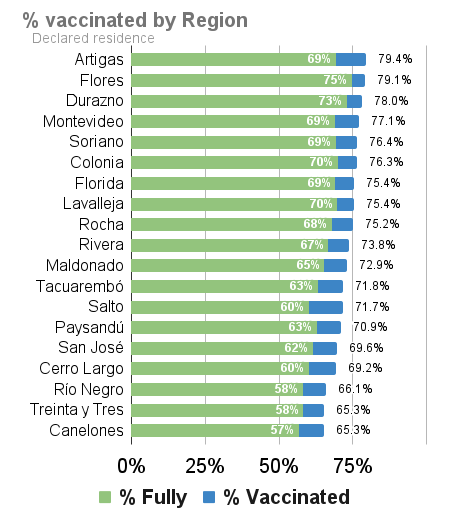 % vaccinated by Region
Declared residence
Artigas 69% 79.4%
Flores 75% 79.1%
Durazno 73% 78.0%
Montevideo 69% 77.1%
Soriano 69% 76.4%
Colonia 70% 76.3%
Florida 69% 75.4%
Lavalleja 70% 75.4%
Rocha 68% 75.2%
Rivera 67% 73.8%
Maldonado 65% 72.9%
Tacuarembó 63% 71.8%
Salto 60% 71.7%
Paysandú 63% 70.9%
San José 62% 69.6%
Cerro Largo 60% 69.2%
Río Negro 58% 66.1%
Treinta y Tres 58% 65.3%
Canelones 57% 65.3%
0% 25% 50% 75%
% Fully % Vaccinated